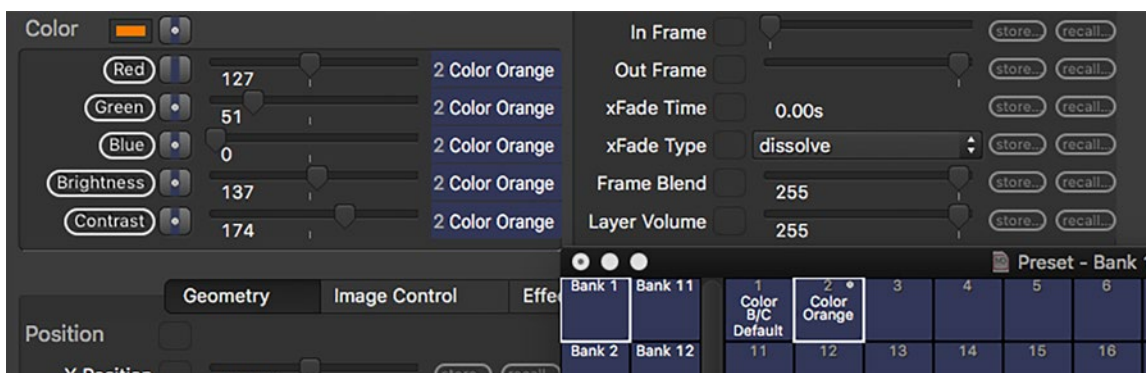 Color
Red 127 2 Color Orange
Green 51 2 Color Orange
Blue 0 2 Color Orange
Brightness 137 2 Color Orange
Contrast 174 2 Color Orange
In Frame store... recall...
Out Frame store... recall...
xFade Time 0.00s store... recall...
xFade Type dissolve store... recall...
Frame Blend 255 store... recall...
Layer Volume 255 store... recall...
Geometry Image Control Effe
Position
Preset - Bank 1
Bank 1 Bank 11
1 Color B/C Default
2 Color Orange
3 4 5 6
Bank 2 Bank 12
11 12 13 14 15 16